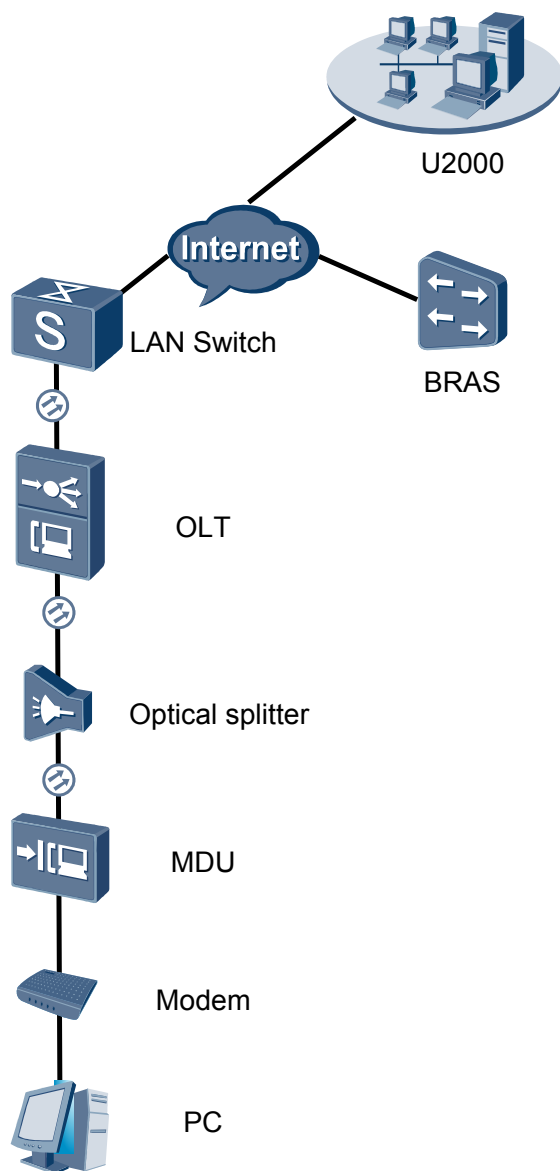 U2000
Internet
S
LAN Switch
BRAS
OLT
Optical splitter
MDU
Modem
PC